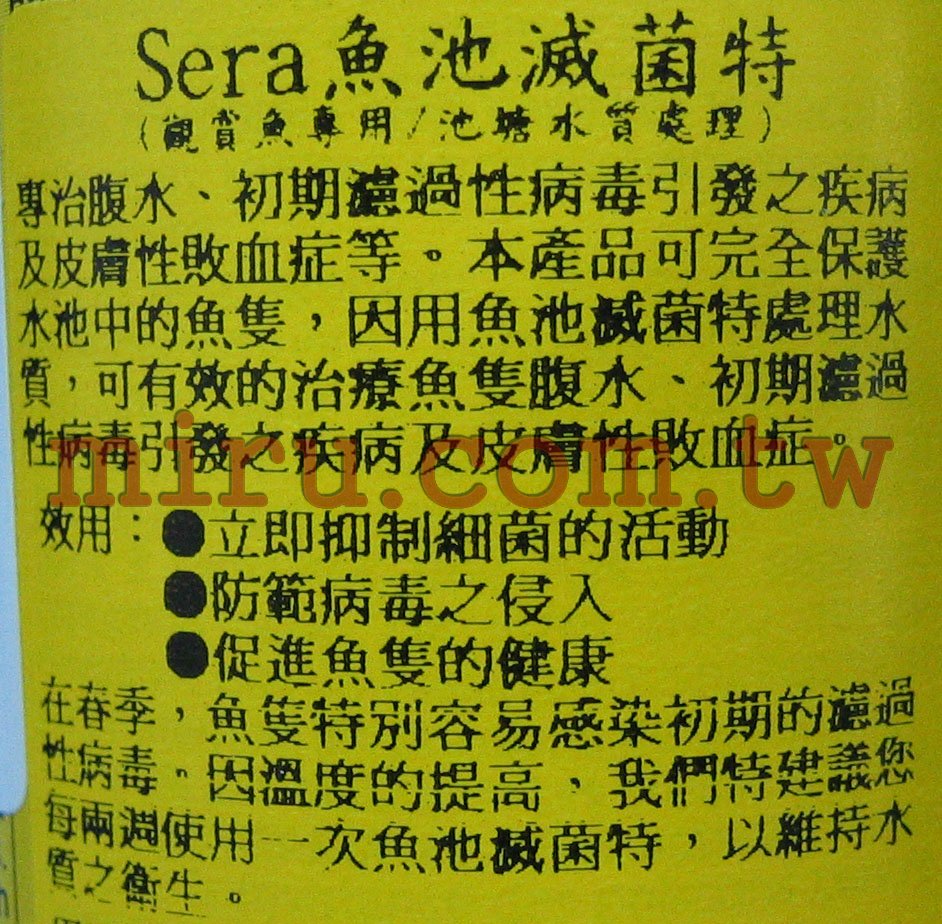 Sera魚池滅菌特
(觀賞魚專用/池塘水質處理)
專治腹水、初期濾過性病毒引發之疾病
及皮膚性敗血症等。本產品可完全保護
水池中的魚隻，因用魚池滅菌特處理水
質，可有效的治療魚隻腹水、初期濾過
性病毒引發之疾病及皮膚性敗血症。
miru.com.tw
效用：●立即抑制細菌的活動
●防範病毒之侵入
●促進魚隻的健康
在春季，魚隻特別容易感染初期的濾過
性病毒。因溫度的提高，我們特建議您
每兩週使用一次魚池滅菌特，以維持水
質之衛生。